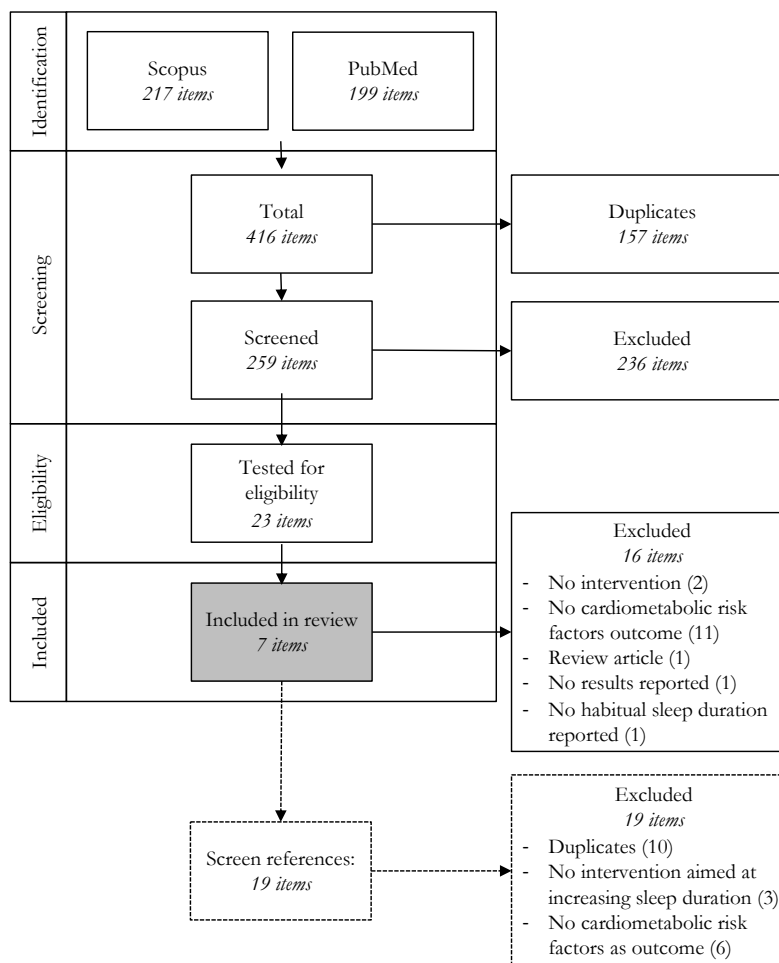 Identification
Scopus
217 items
PubMed
199 items
Screening
Total
416 items
Duplicates
157 items
Screened
259 items
Excluded
236 items
Eligibility
Tested for
eligibility
23 items
Included
Included in review
7 items
Excluded
16 items
- No intervention (2)
- No cardiometabolic risk
factors outcome (11)
- Review article (1)
- No results reported (1)
- No habitual sleep duration
reported (1)
Screen references:
19 items
Excluded
19 items
- Duplicates (10)
- No intervention aimed at
increasing sleep duration (3)
- No cardiometabolic risk
factors as outcome (6)